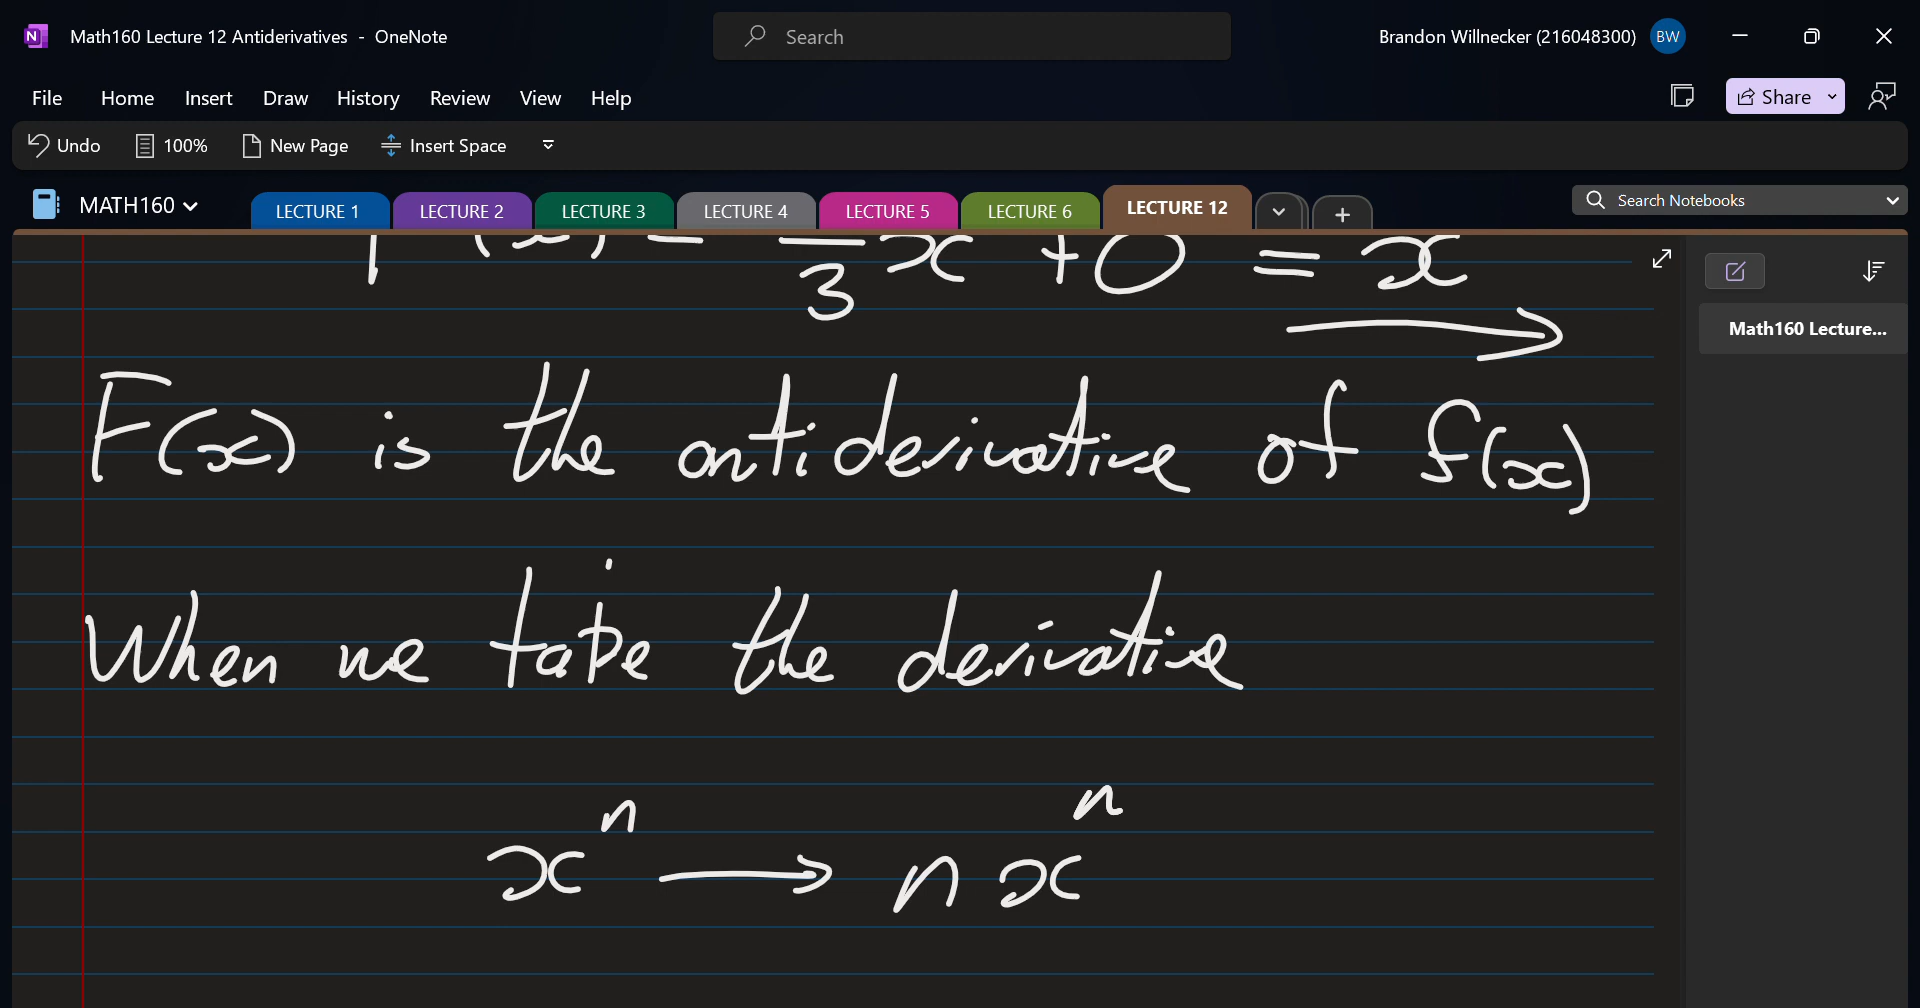 Math160 Lecture 12 Antiderivatives - OneNote
Search
Brandon Willnecker (216048300) BW
File Home Insert Draw History Review View Help
Share
Undo 100% New Page Insert Space
MATH160
LECTURE 1 LECTURE 2 LECTURE 3 LECTURE 4 LECTURE 5 LECTURE 6 LECTURE 12 +
Search Notebooks
Math160 Lecture...
3 x + 0 = x
F(x) is the antiderivative of f(x)
When we take the derivative
xⁿ → n xⁿ